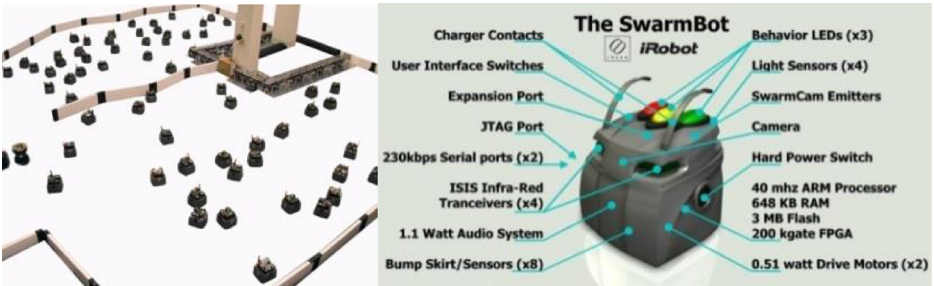 The SwarmBot
iRobot
Charger Contacts
User Interface Switches
Expansion Port
JTAG Port
230kbps Serial ports (x2)
ISIS Infra-Red
Tranceivers (x4)
1.1 Watt Audio System
Bump Skirt/Sensors (x8)
Behavior LEDs (x3)
Light Sensors (x4)
SwarmCam Emitters
Camera
Hard Power Switch
40 mhz ARM Processor
648 KB RAM
3 MB Flash
200 kgate FPGA
0.51 watt Drive Motors (x2)